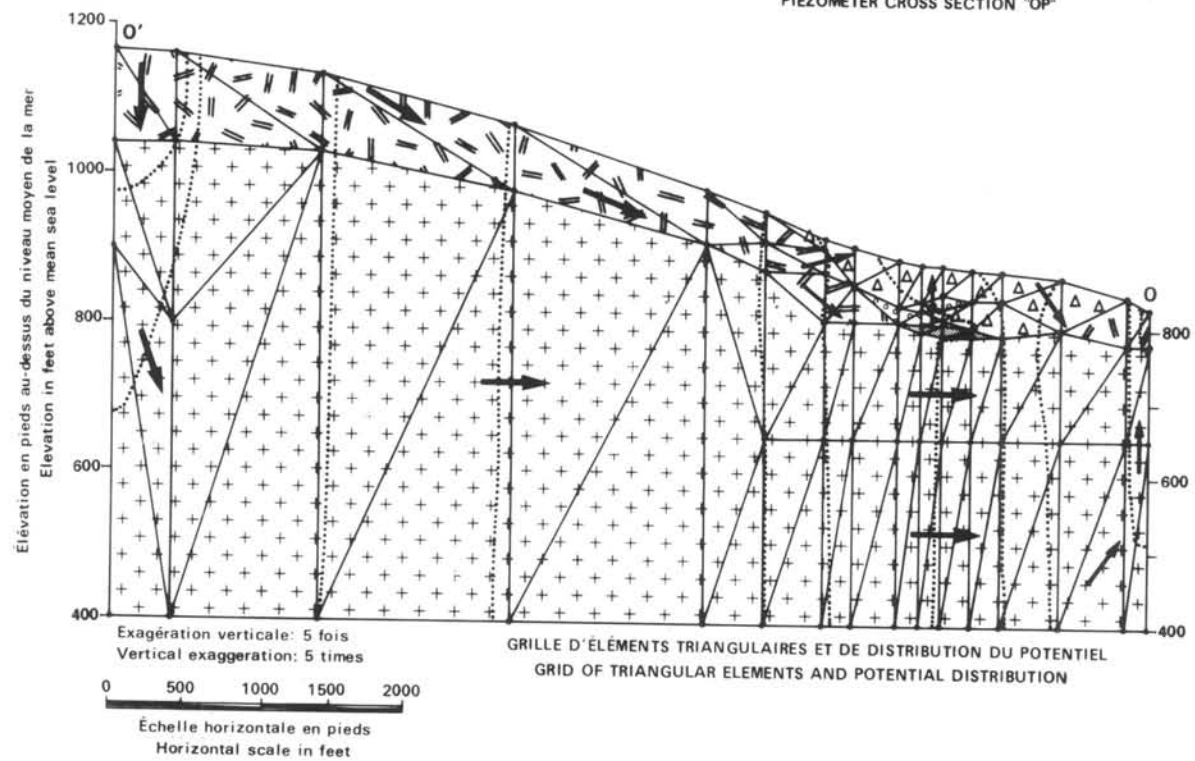 PIEZOMETER CROSS SECTION "OP"
1200
O'
1000
800
600
400
Élévation en pieds au-dessus du niveau moyen de la mer
Elevation in feet above mean sea level
O
800
600
400
Exagération verticale: 5 fois
Vertical exaggeration: 5 times
GRILLE D'ÉLÉMENTS TRIANGULAIRES ET DE DISTRIBUTION DU POTENTIEL
GRID OF TRIANGULAR ELEMENTS AND POTENTIAL DISTRIBUTION
0 500 1000 1500 2000
Échelle horizontale en pieds
Horizontal scale in feet